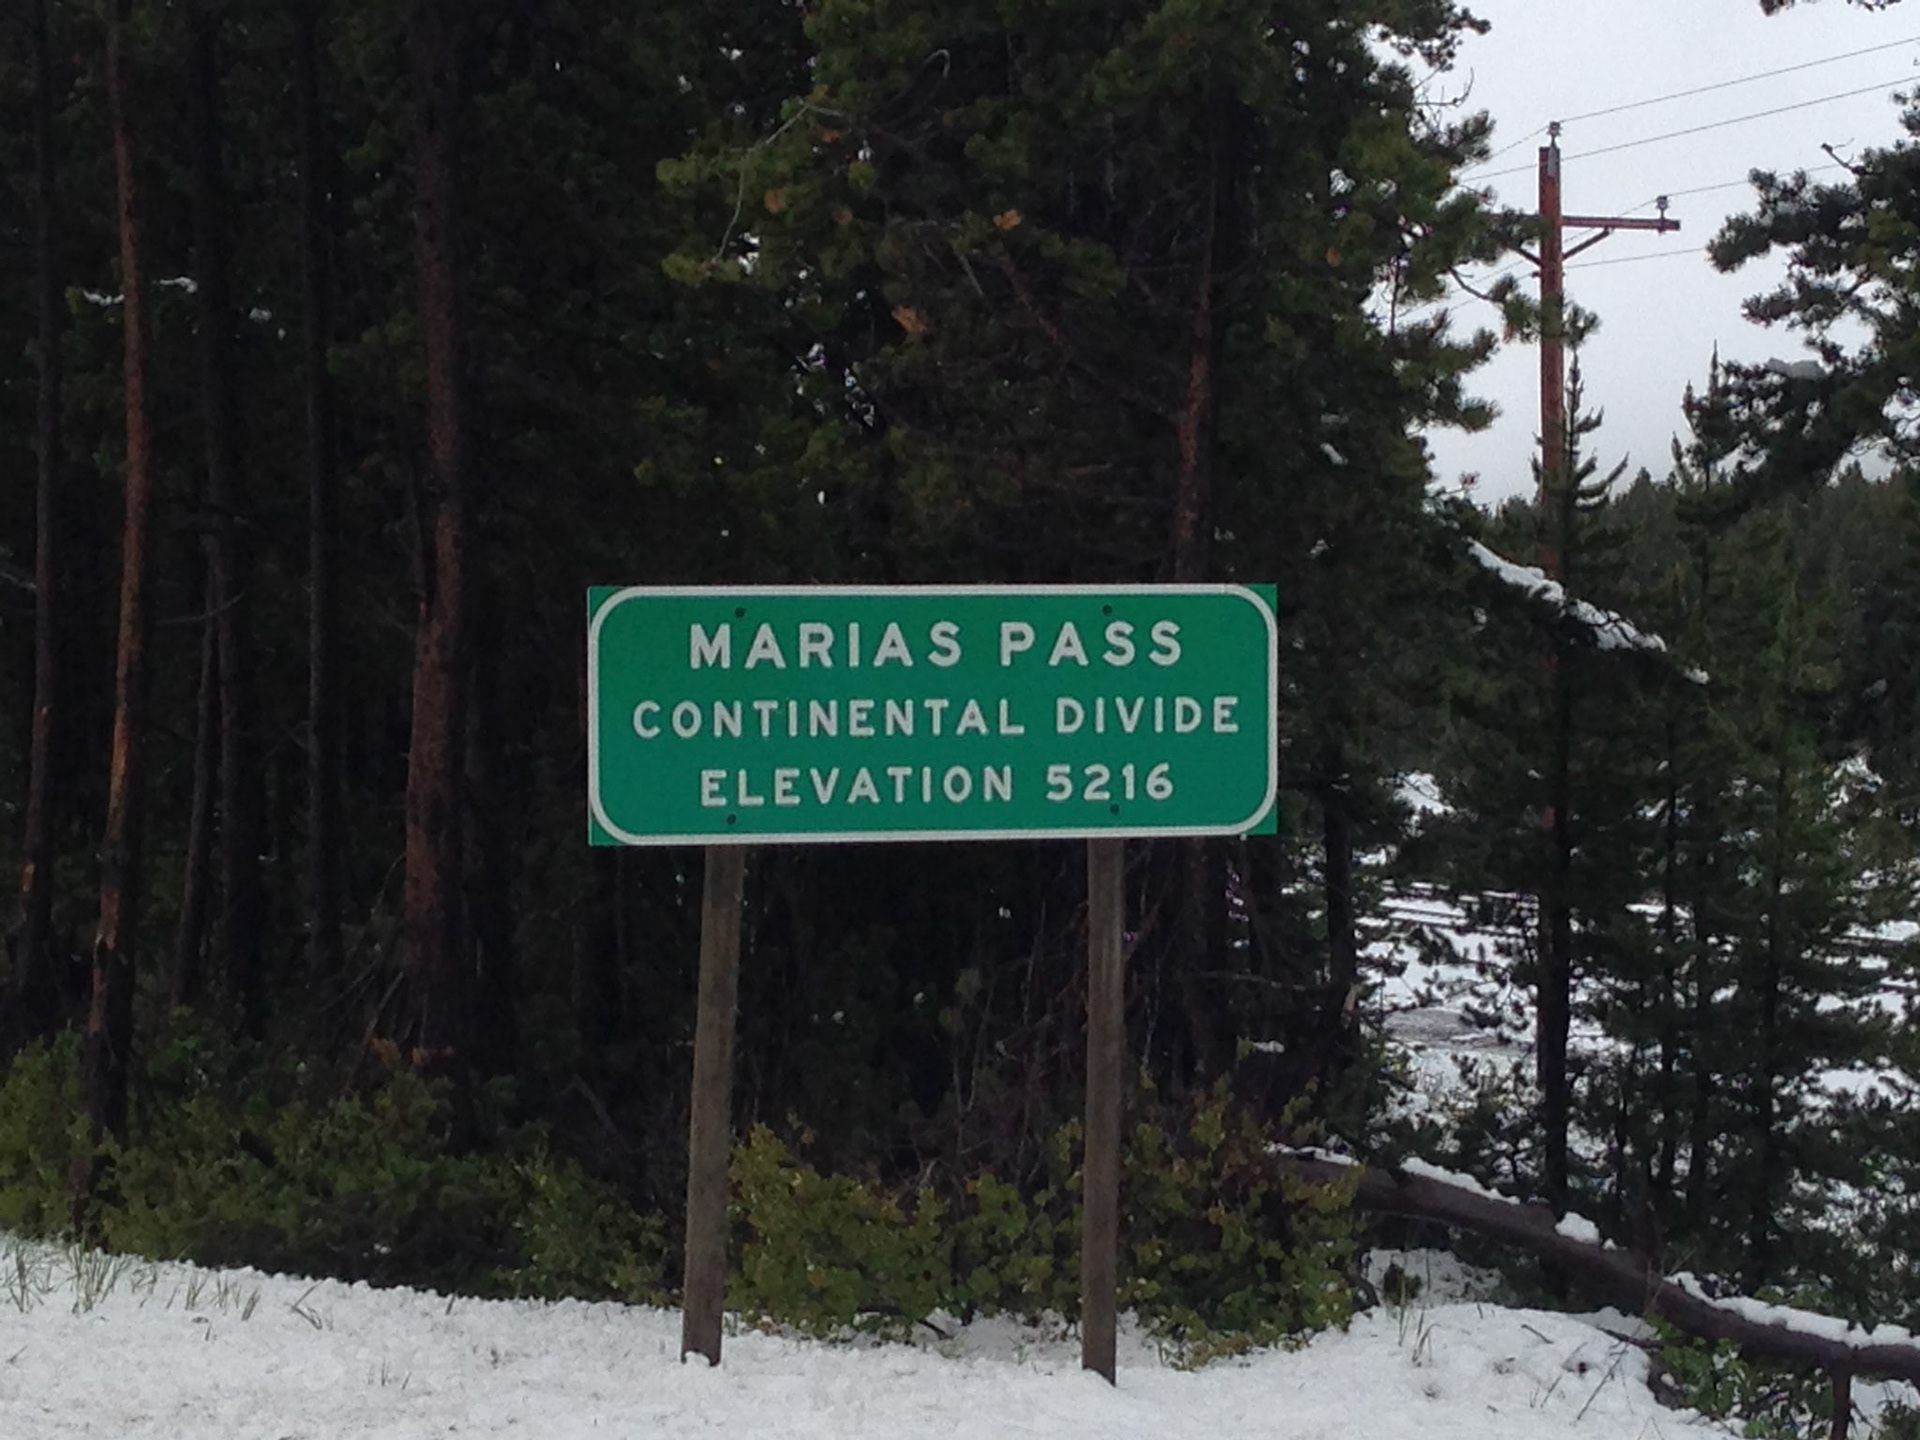 MARIAS PASS
CONTINENTAL DIVIDE
ELEVATION 5216